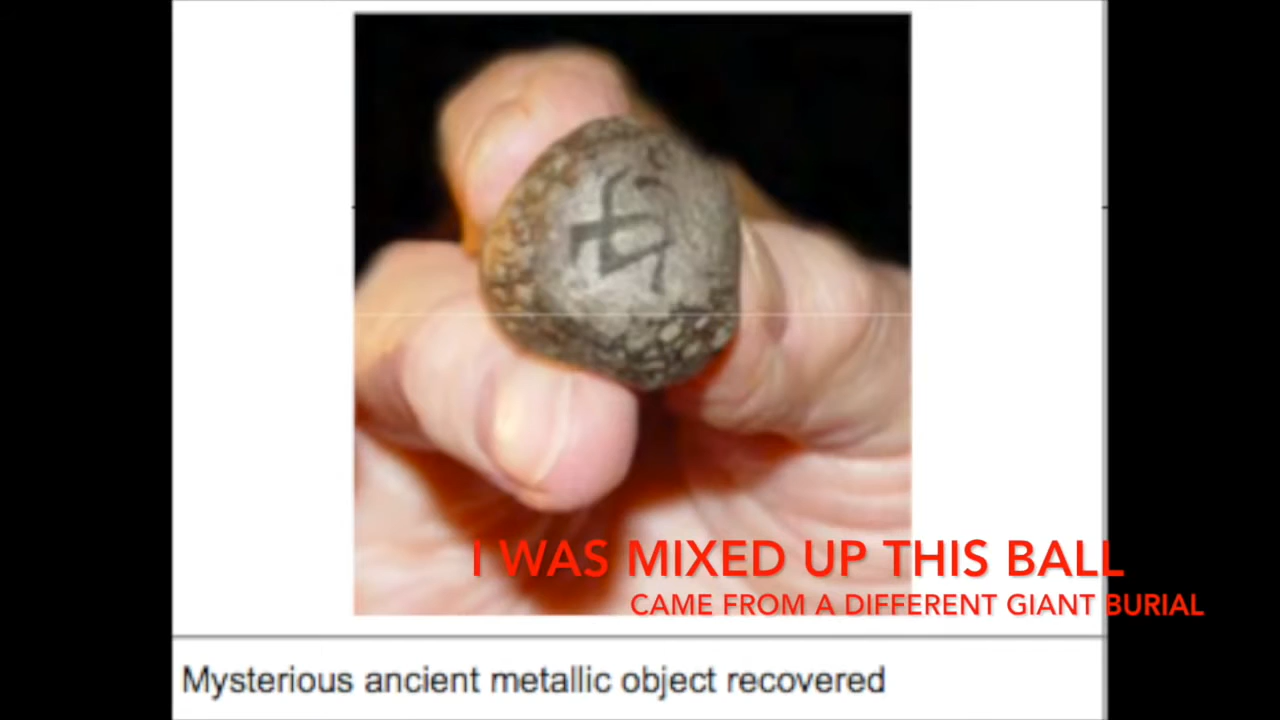 I WAS MIXED UP THIS BALL
CAME FROM A DIFFERENT GIANT BURIAL
Mysterious ancient metallic object recovered